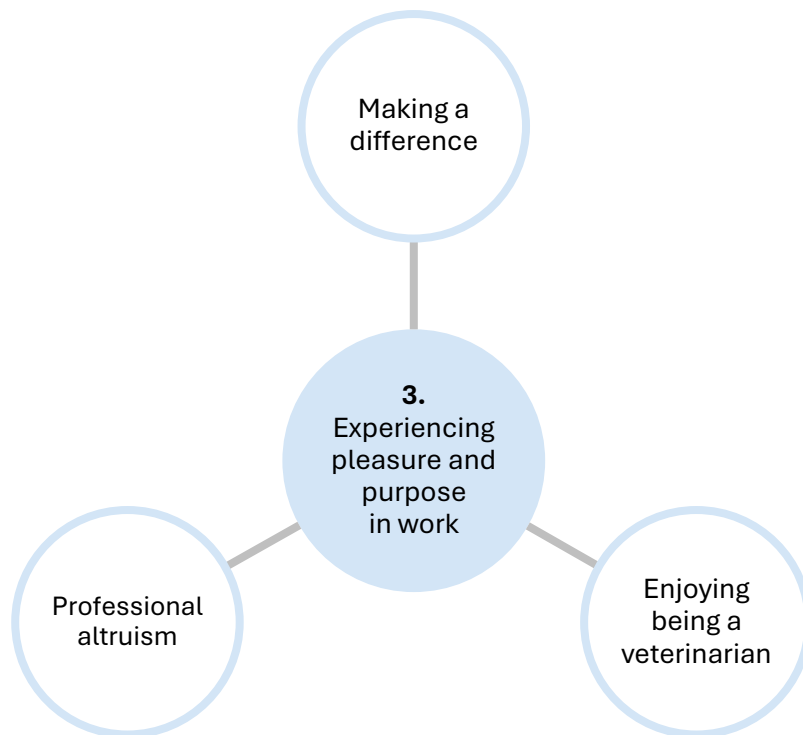 Making a
difference
3.
Experiencing
pleasure and
purpose
in work
Professional
altruism
Enjoying
being a
veterinarian